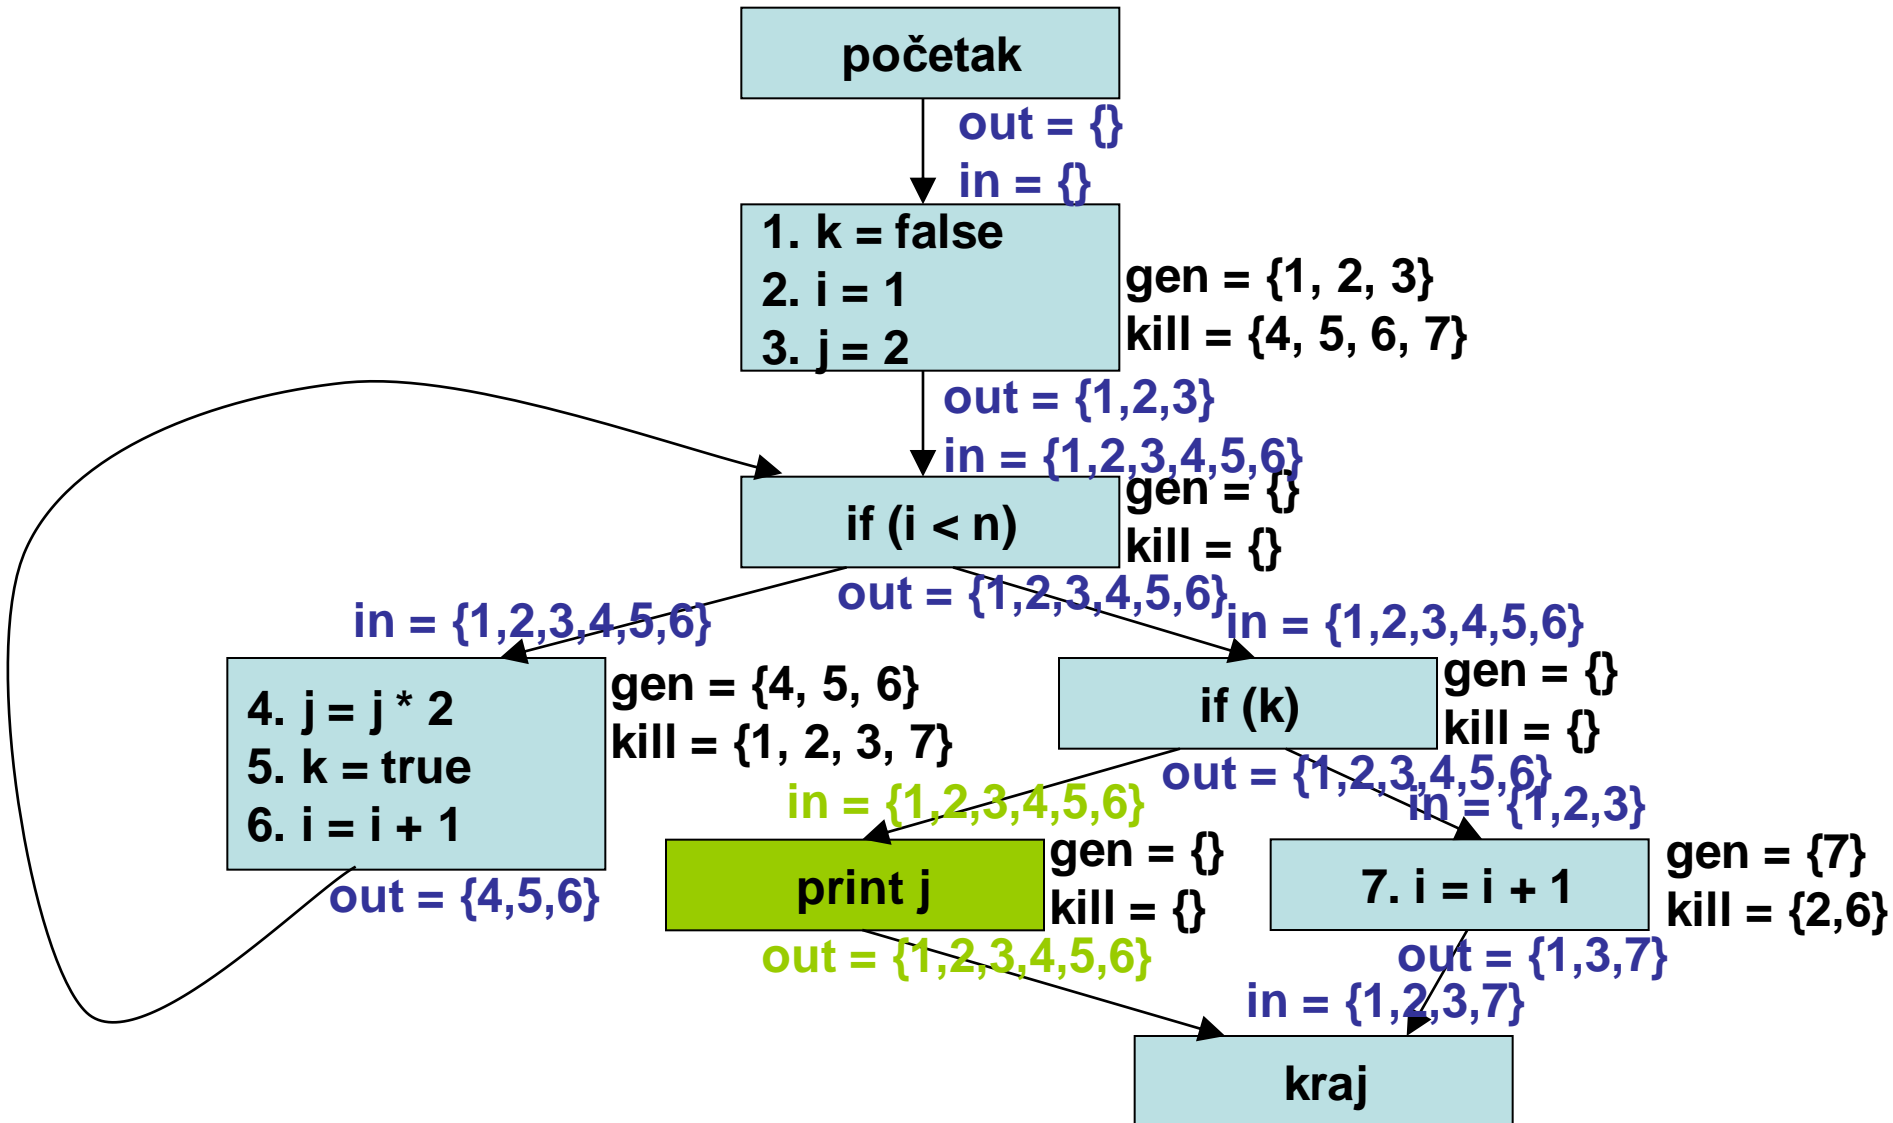 početak
out = {}
in = {}
1. k = false
2. i = 1
3. j = 2
gen = {1, 2, 3}
kill = {4, 5, 6, 7}
out = {1,2,3}
in = {1,2,3,4,5,6}
if (i < n)
gen = {}
kill = {}
out = {1,2,3,4,5,6}
in = {1,2,3,4,5,6}
4. j = j * 2
5. k = true
6. i = i + 1
gen = {4, 5, 6}
kill = {1, 2, 3, 7}
out = {4,5,6}
in = {1,2,3,4,5,6}
if (k)
gen = {}
kill = {}
out = {1,2,3,4,5,6}
in = {1,2,3,4,5,6}
print j
gen = {}
kill = {}
out = {1,2,3,4,5,6}
in = {1,2,3}
7. i = i + 1
gen = {7}
kill = {2,6}
out = {1,3,7}
in = {1,2,3,7}
kraj